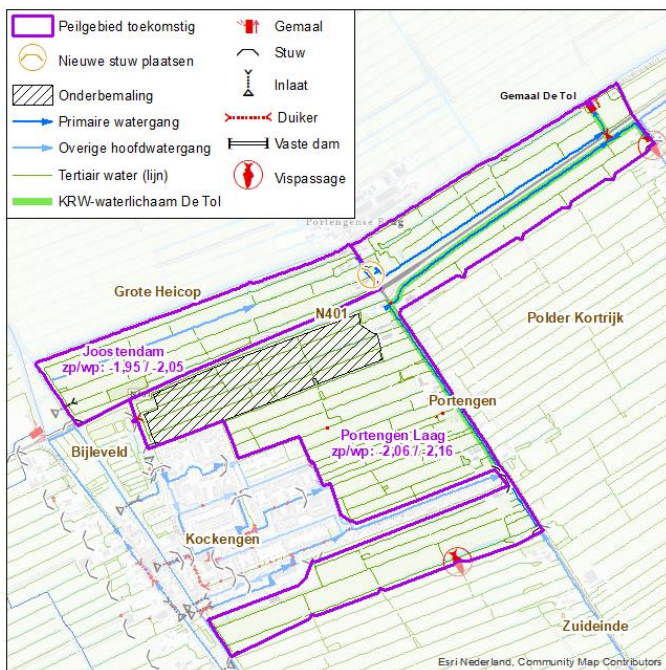 Peilgebied toekomstig
Nieuwe stuw plaatsen
Onderbemaling
Primaire watergang
Overige hoofdwatergang
Tertiair water (lijn)
KRW-waterlichaam De Tol
Gemaal
Stuw
Inlaat
Duiker
Vaste dam
Vispassage
Gemaal De Tol
Portengense Brug
Grote Heicop
N401
Polder Kortrijk
Joostendam
zp/wp: -1,95 / -2,05
Portengen
Bijleveld
Portengen Laag
zp/wp: -2,06 / -2,16
Kockengen
Zuideinde
Esri Nederland, Community Map Contributors